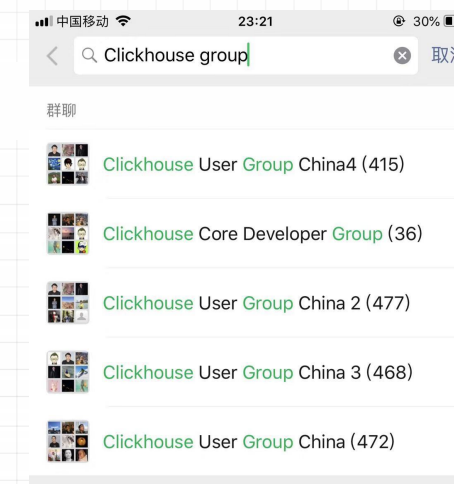 中国移动 23:21 30%
Clickhouse group 取消
群聊
Clickhouse User Group China4 (415)
Clickhouse Core Developer Group (36)
Clickhouse User Group China 2 (477)
Clickhouse User Group China 3 (468)
Clickhouse User Group China (472)